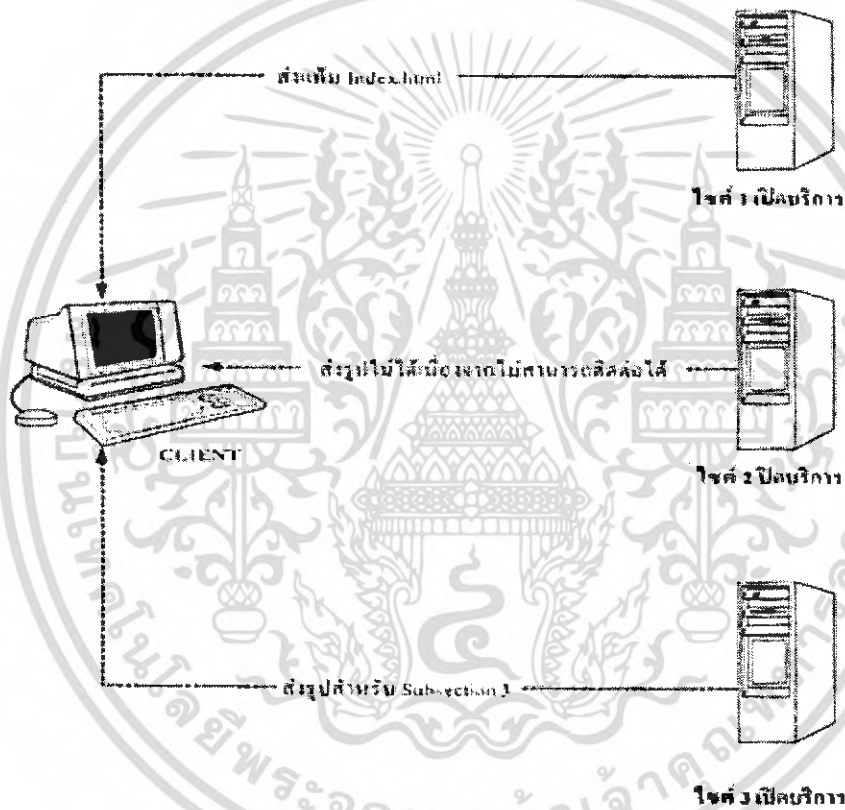 ส่งแฟ้ม Index.html
ไซต์ 1 เปิดบริการ
ส่งรูปไม่ได้เนื่องจากไม่สามารถติดต่อได้
CLIENT
ไซต์ 2 ปิดบริการ
ส่งรูปสำหรับ Subsection 3
ไซต์ 3 เปิดบริการ